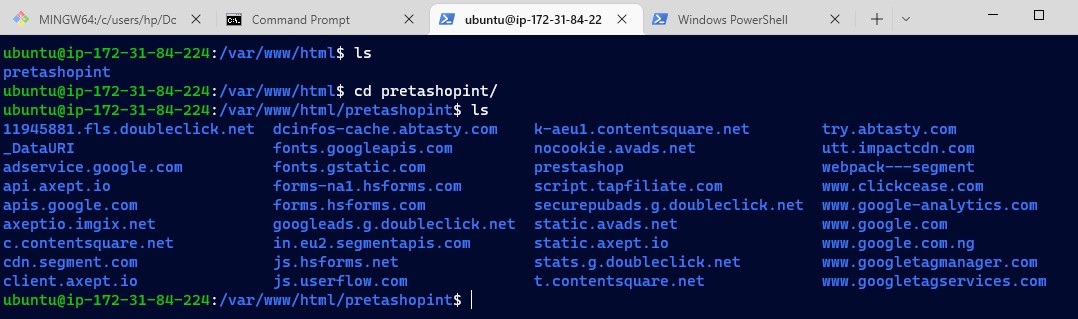 MINGW64:/c/users/hp/Dc
Command Prompt
ubuntu@ip-172-31-84-22
Windows PowerShell
ubuntu@ip-172-31-84-224:/var/www/html$ ls
pretashopint
ubuntu@ip-172-31-84-224:/var/www/html$ cd pretashopint/
ubuntu@ip-172-31-84-224:/var/www/html/pretashopint$ ls
11945881.fls.doubleclick.net dcinfos-cache.abtasty.com k-aeu1.contentsquare.net try.abtasty.com
_DataURI fonts.googleapis.com nocookie.avads.net utt.impactcdn.com
adservice.google.com fonts.gstatic.com prestashop webpack---segment
api.axept.io forms-na1.hsforms.com script.tapfiliate.com www.clickcease.com
apis.google.com forms.hsforms.com securepubads.g.doubleclick.net www.google-analytics.com
axeptio.imgix.net googleads.g.doubleclick.net static.avads.net www.google.com
c.contentsquare.net in.eu2.segmentapis.com static.axept.io www.google.com.ng
cdn.segment.com js.hsforms.net stats.g.doubleclick.net www.googletagmanager.com
client.axept.io js.userflow.com t.contentsquare.net www.googletagservices.com
ubuntu@ip-172-31-84-224:/var/www/html/pretashopint$